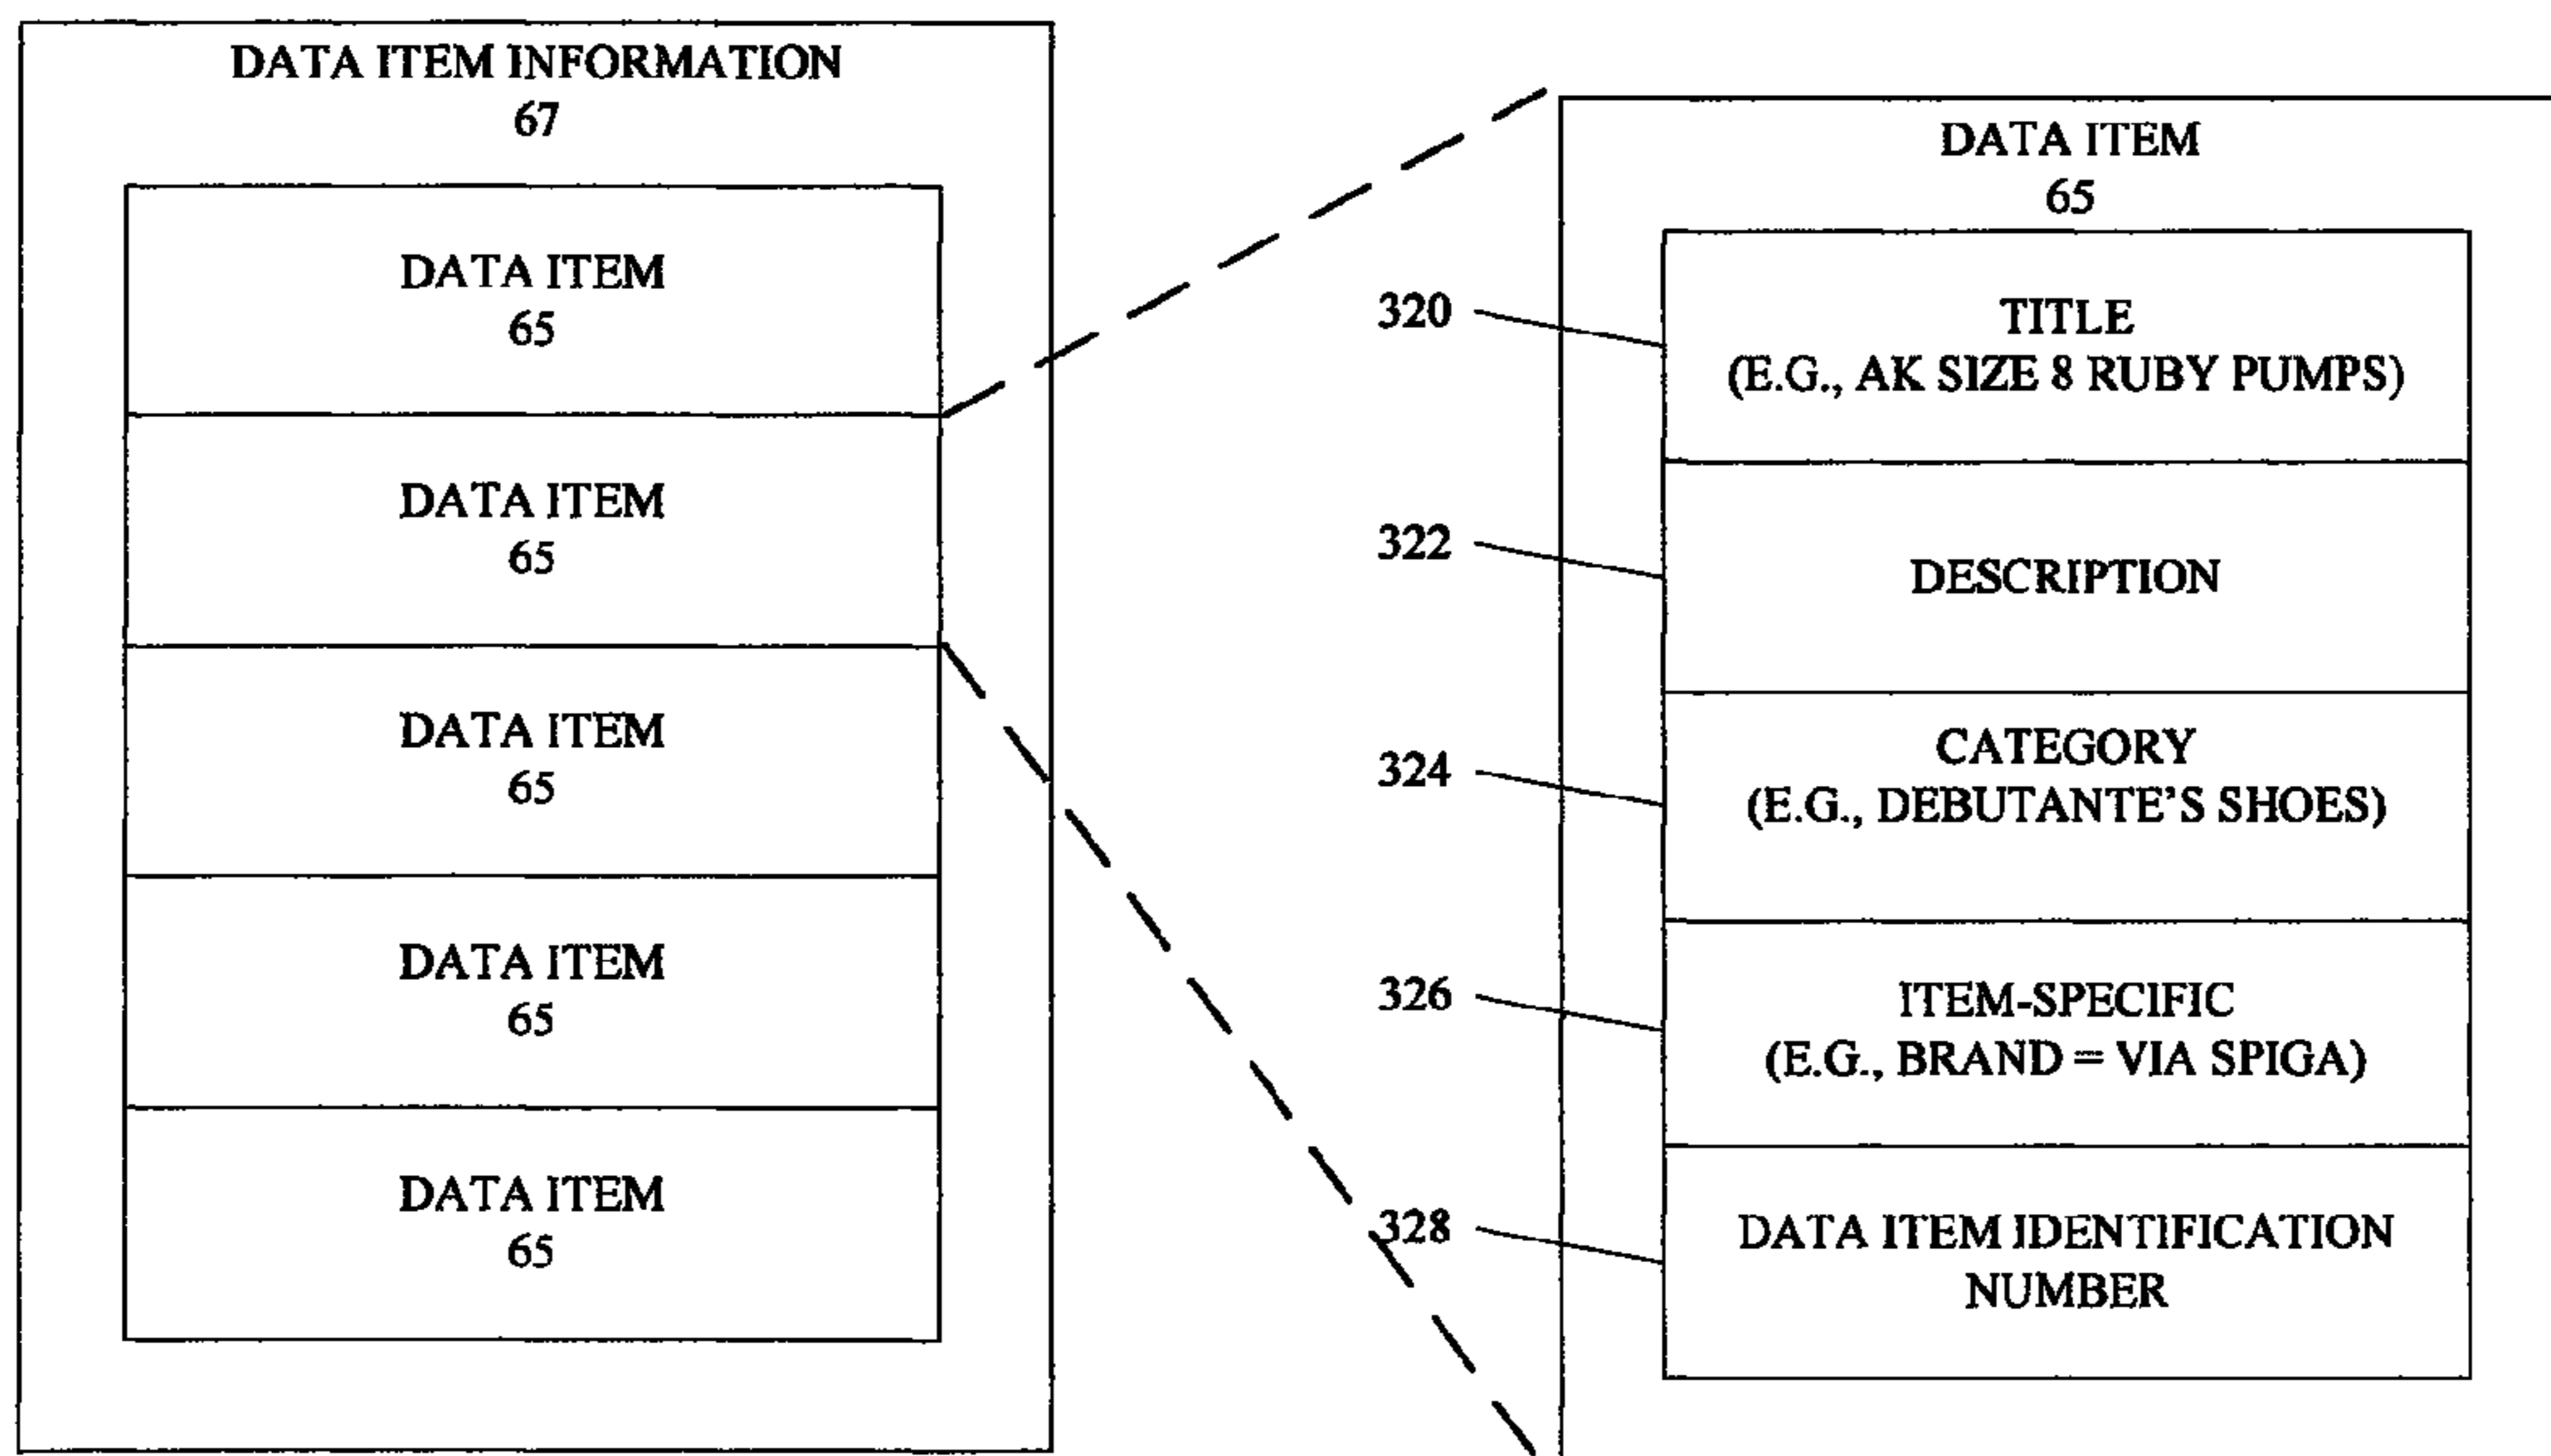 DATA ITEM INFORMATION
67
DATA ITEM
65
DATA ITEM
65
DATA ITEM
65
DATA ITEM
65
DATA ITEM
65
DATA ITEM
65
320
TITLE
(E.G., AK SIZE 8 RUBY PUMPS)
322
DESCRIPTION
324
CATEGORY
(E.G., DEBUTANTE'S SHOES)
326
ITEM-SPECIFIC
(E.G., BRAND = VIA SPIGA)
328
DATA ITEM IDENTIFICATION
NUMBER